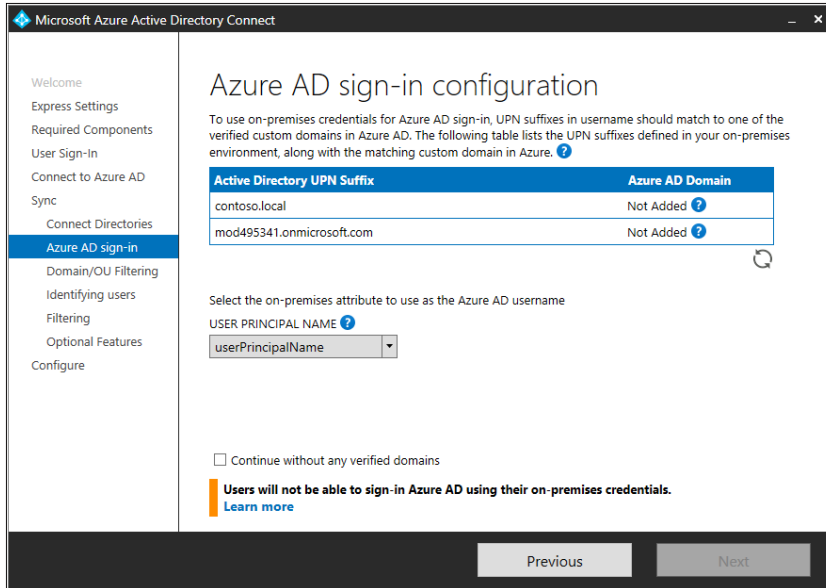 Microsoft Azure Active Directory Connect
Welcome
Express Settings
Required Components
User Sign-In
Connect to Azure AD
Sync
Connect Directories
Azure AD sign-in
Domain/OU Filtering
Identifying users
Filtering
Optional Features
Configure
Azure AD sign-in configuration
To use on-premises credentials for Azure AD sign-in, UPN suffixes in username should match to one of the
verified custom domains in Azure AD. The following table lists the UPN suffixes defined in your on-premises
environment, along with the matching custom domain in Azure. ?
Active Directory UPN Suffix Azure AD Domain
contoso.local Not Added ?
mod495341.onmicrosoft.com Not Added ?
Select the on-premises attribute to use as the Azure AD username
USER PRINCIPAL NAME ?
userPrincipalName
Continue without any verified domains
Users will not be able to sign-in Azure AD using their on-premises credentials.
Learn more
Previous Next